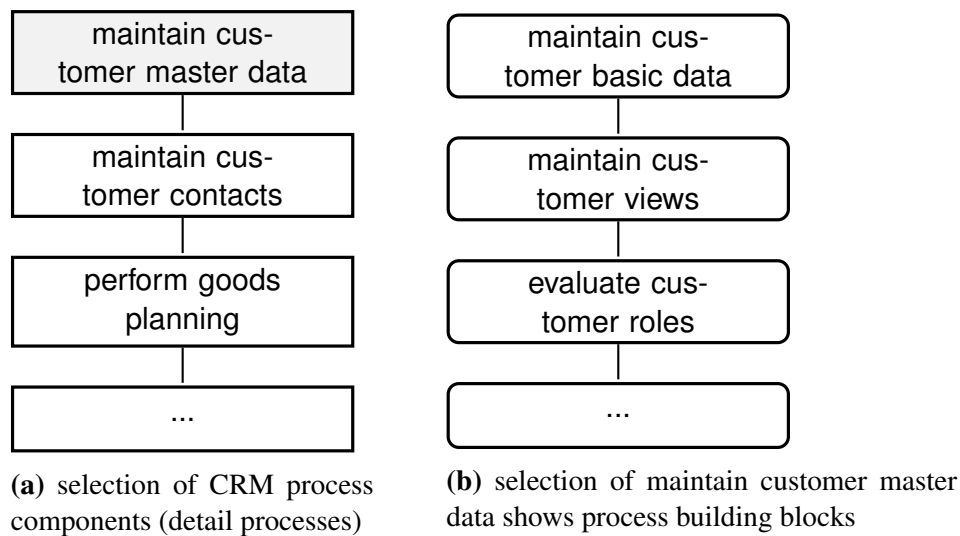 maintain cus-
tomer master data
maintain cus-
tomer contacts
perform goods
planning
...
(a) selection of CRM process
components (detail processes)
maintain cus-
tomer basic data
maintain cus-
tomer views
evaluate cus-
tomer roles
...
(b) selection of maintain customer master
data shows process building blocks